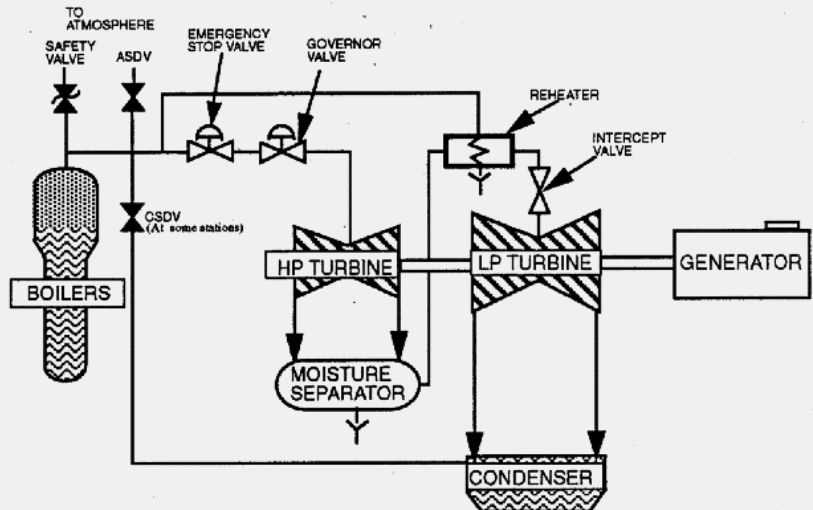 TO
ATMOSPHERE
SAFETY
VALVE
ASDV
EMERGENCY
STOP VALVE
GOVERNOR
VALVE
REHEATER
INTERCEPT
VALVE
CSDV
(At some stations)
BOILERS
HP TURBINE
LP TURBINE
GENERATOR
MOISTURE
SEPARATOR
CONDENSER